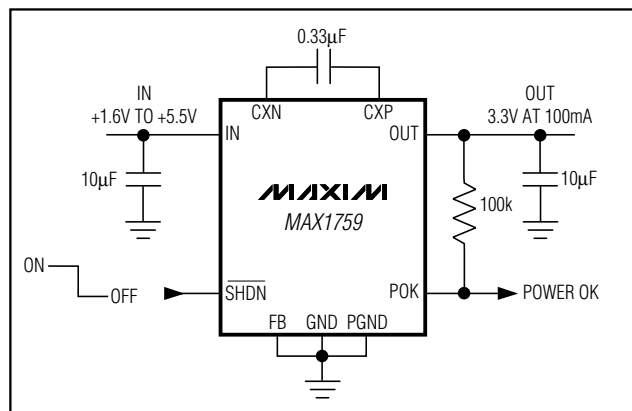 0.33µF
IN
+1.6V TO +5.5V
OUT
3.3V AT 100mA
CXN CXP
IN OUT
10µF
MAXIM
MAX1759
100k
10µF
ON
OFF
SHDN
POK
POWER OK
FB GND PGND